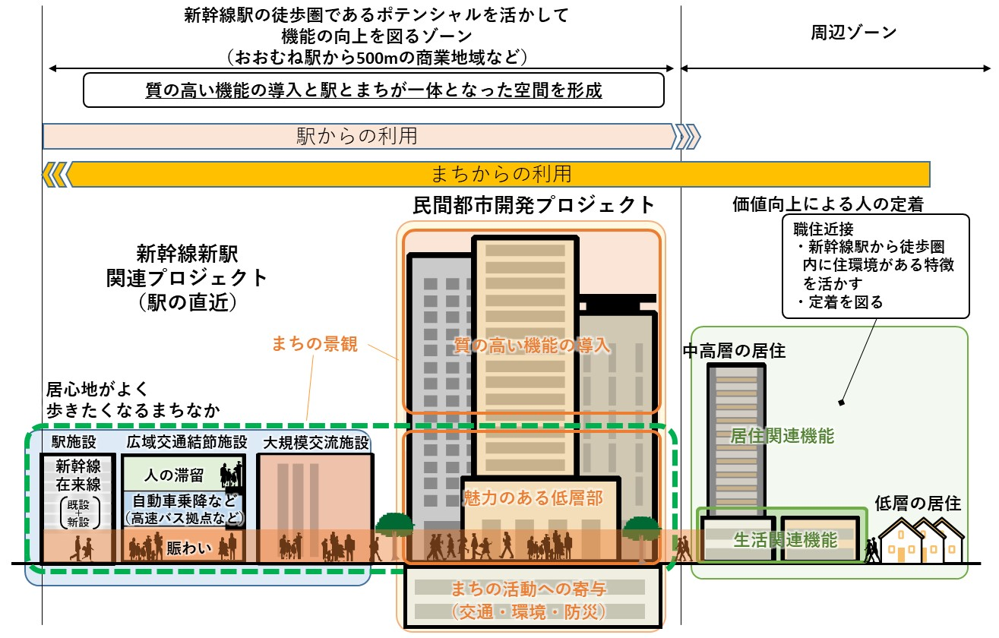 新幹線駅の徒歩圏であるポテンシャルを活かして
機能の向上を図るゾーン
（おおむね駅から500mの商業地域など）
周辺ゾーン
質の高い機能の導入と駅とまちが一体となった空間を形成
駅からの利用
まちからの利用
民間都市開発プロジェクト
価値向上による人の定着
職住近接
・新幹線駅から徒歩圏
内に住環境がある特徴
を活かす
・定着を図る
新幹線新駅
関連プロジェクト
（駅の直近）
まちの景観
質の高い機能の導入
中高層の居住
居心地がよく
歩きたくなるまちなか
駅施設
広域交通結節施設
大規模交流施設
居住関連機能
新幹線
在来線
既設
+
新設
人の滞留
自動車乗降など
（高速バス拠点など）
賑わい
魅力のある低層部
低層の居住
生活関連機能
まちの活動への寄与
（交通・環境・防災）